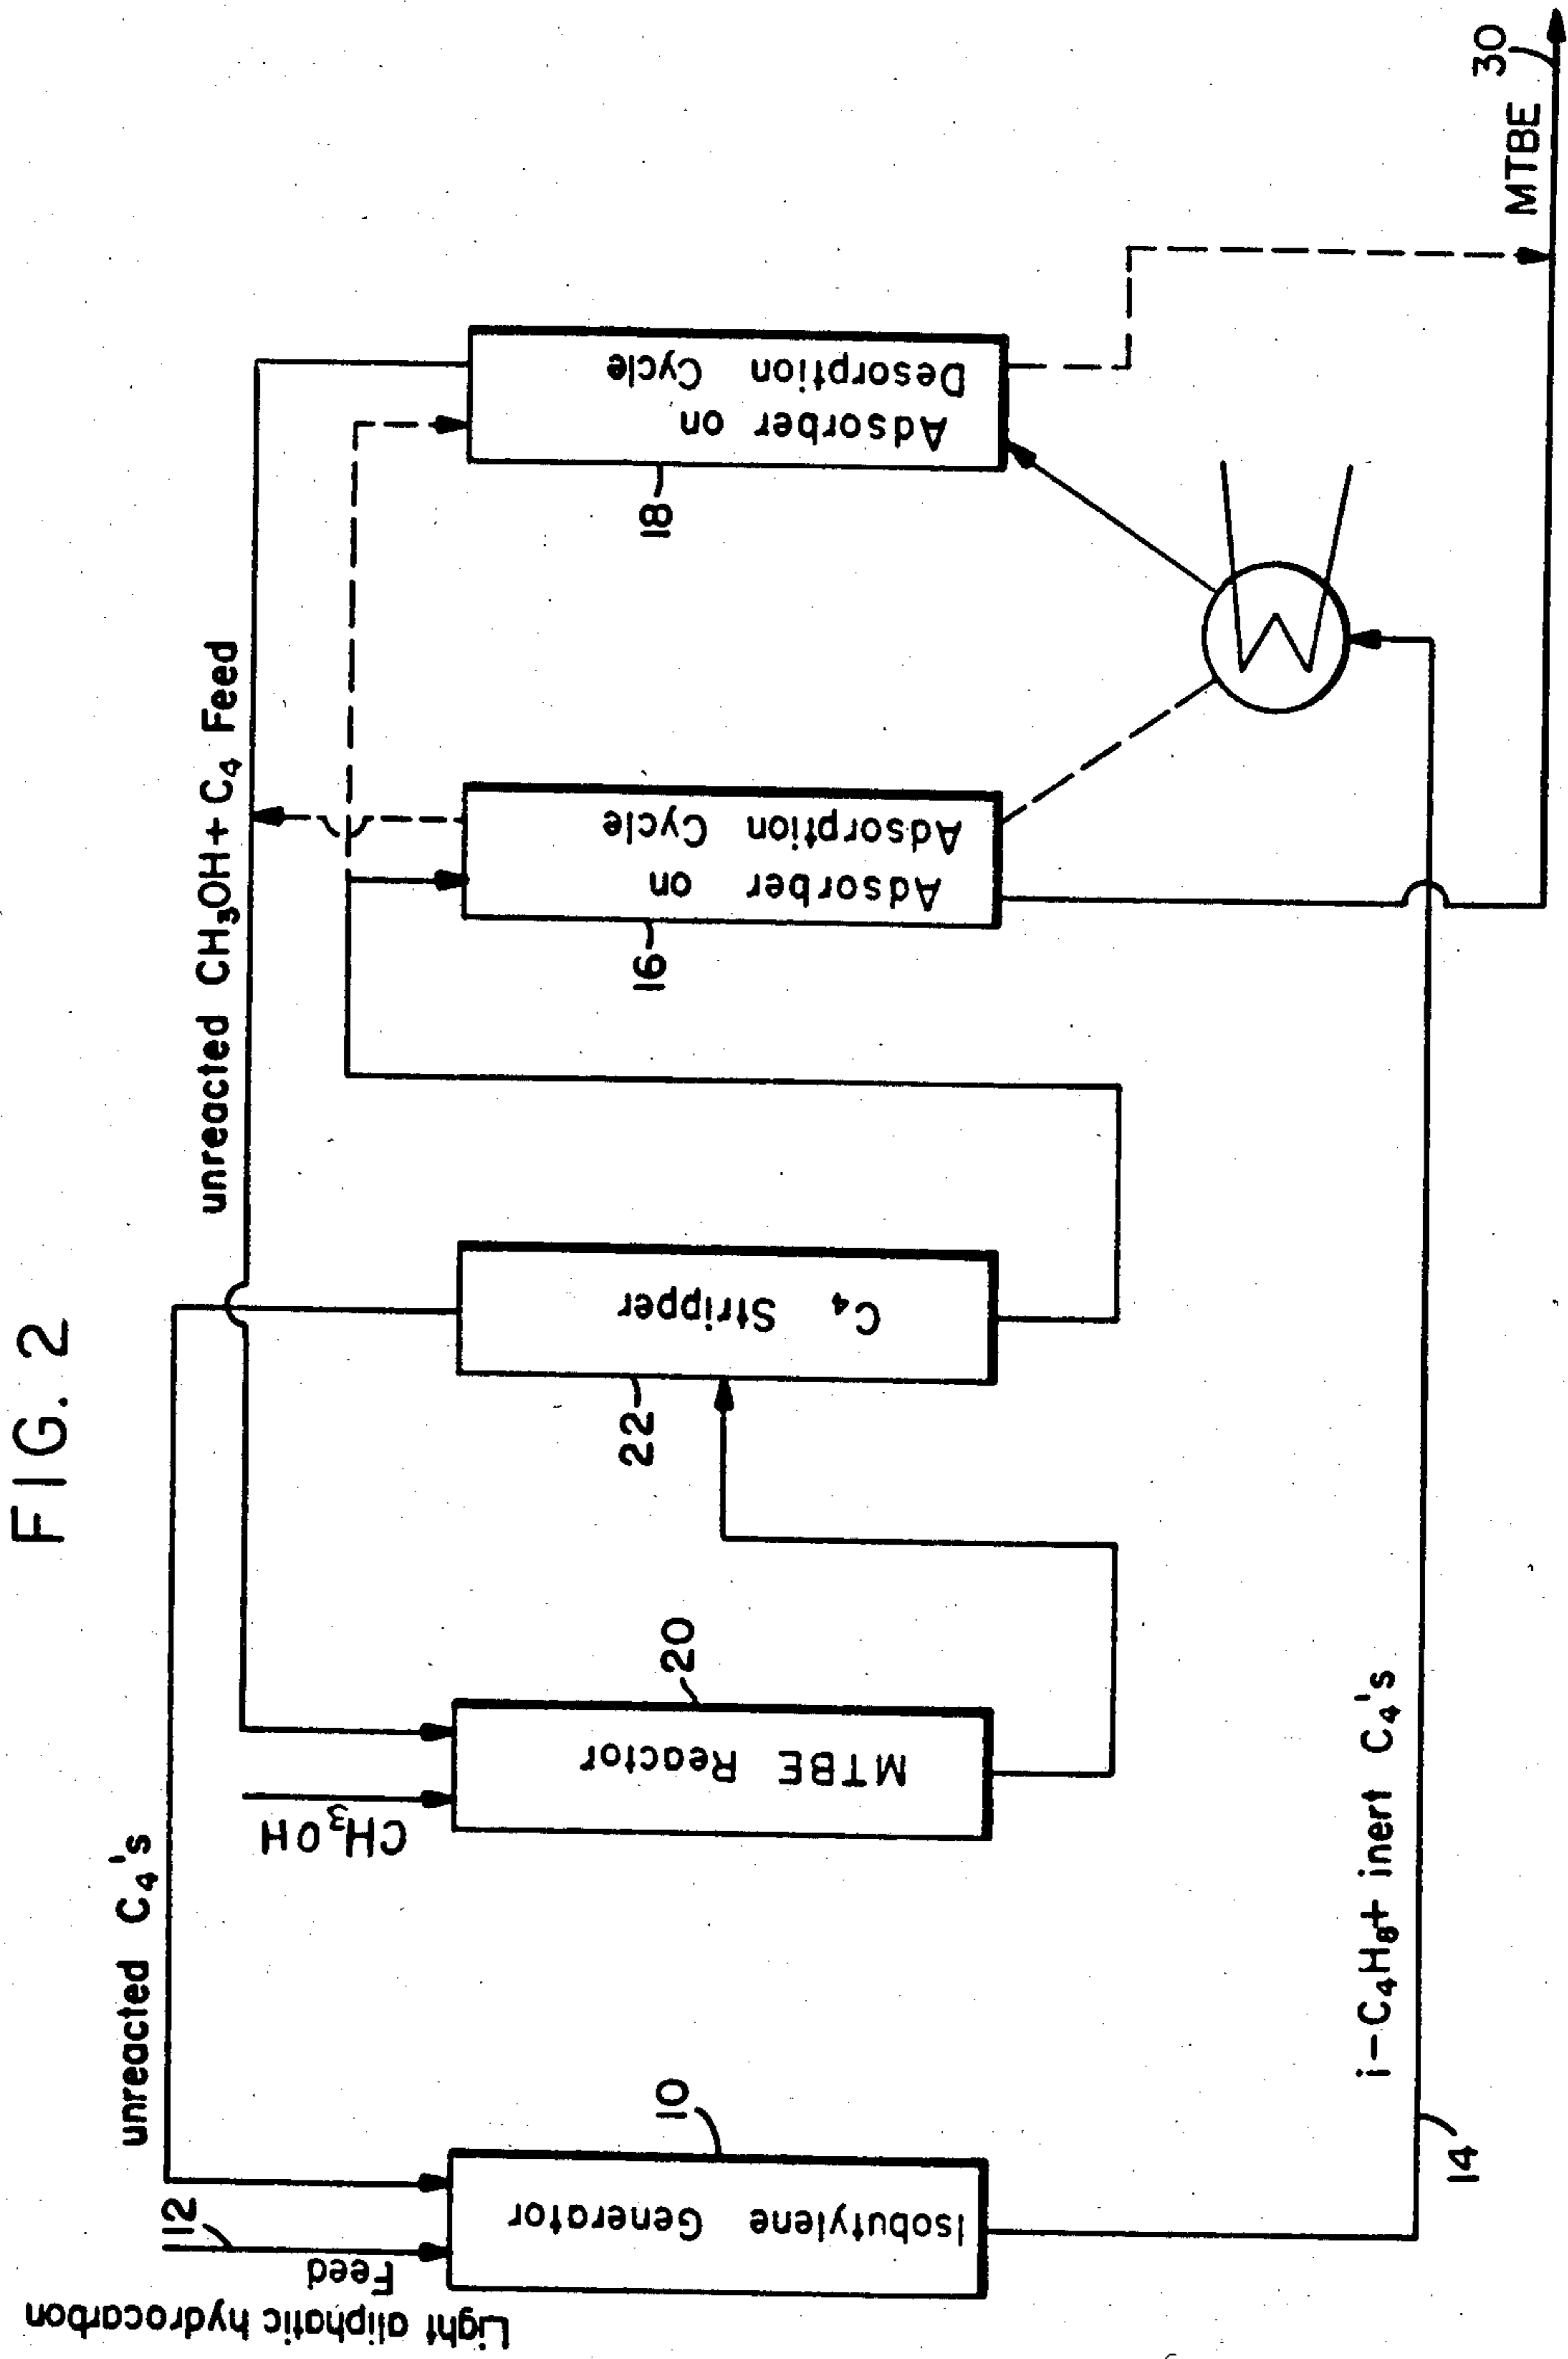 FIG. 2
unreacted C₄'s
unreacted CH₃OH + C₄ Feed
Light aliphatic hydrocarbon
Feed
12
Isobutylene Generator
10
CH₃OH
MTBE Reactor
20
C₄ Stripper
22
Adsorber on
Adsorption Cycle
16
Adsorber on
Desorption Cycle
18
i-C₄H₈+ inert C₄'s
14
MTBE
30